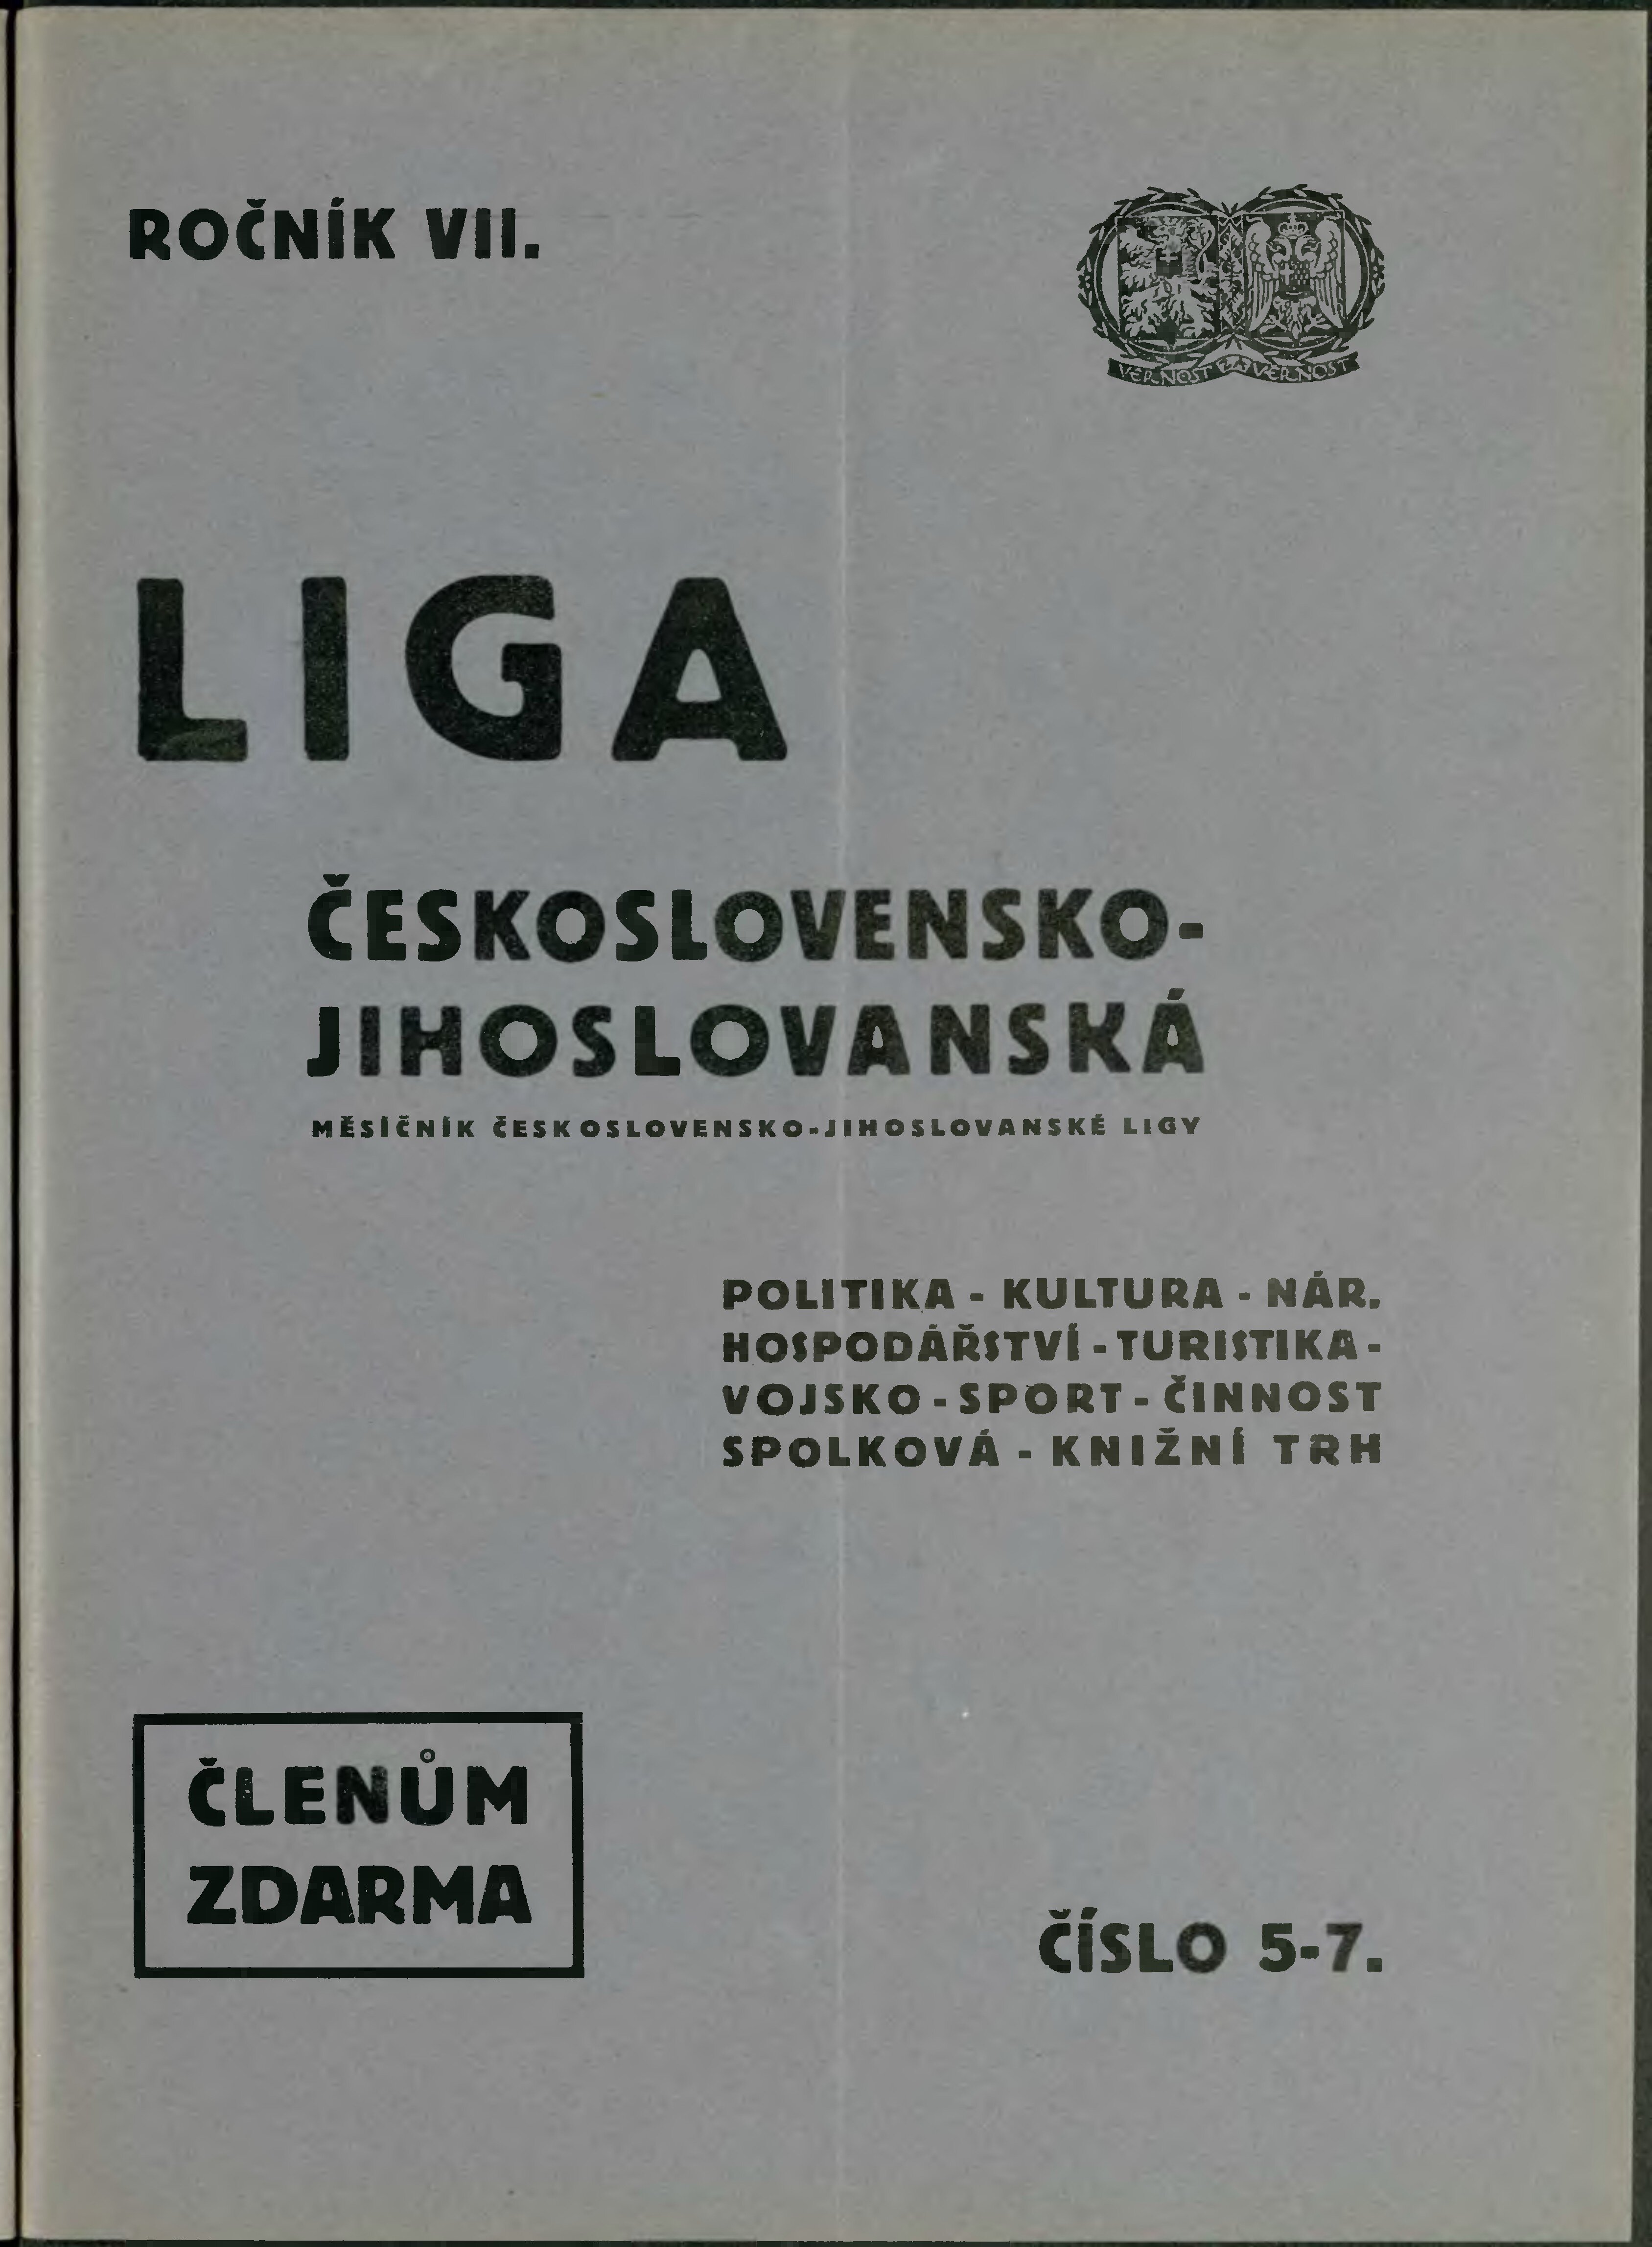 ROČNÍK VII.
VĚRNOST ZA VĚRNOST
LIGA
ČESKOSLOVENSKO-
JIHOSLOVANSKÁ
MĚSÍČNÍK ČESKOSLOVENSKO-JIHOSLOVANSKÉ LIGY
POLITIKA - KULTURA - NÁR.
HOSPODÁŘSTVÍ - TURISTIKA -
VOJSKO - SPORT - ČINNOST
SPOLKOVÁ - KNIŽNÍ TRH
ČLENŮM
ZDARMA
ČÍSLO 5-7.